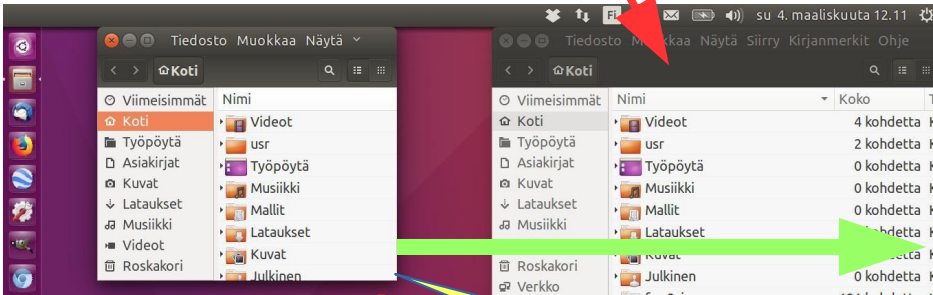 Fi su 4. maaliskuuta 12.11
Tiedosto Muokkaa Näytä
Koti
Viimeisimmät
Koti
Työpöytä
Asiakirjat
Kuvat
Lataukset
Musiikki
Videot
Roskakori
Nimi
Videot
usr
Työpöytä
Musiikki
Mallit
Lataukset
Kuvat
Julkinen
Tiedosto Näytä Siirry Kirjanmerkit Ohje
Koti
Viimeisimmät
Koti
Työpöytä
Asiakirjat
Kuvat
Lataukset
Musiikki
Roskakori
Verkko
Nimi Koko
Videot 4 kohdetta
usr 2 kohdetta
Työpöytä 0 kohdetta
Musiikki 0 kohdetta
Mallit 0 kohdetta
Lataukset
Kuvat
Julkinen 0 kohdetta